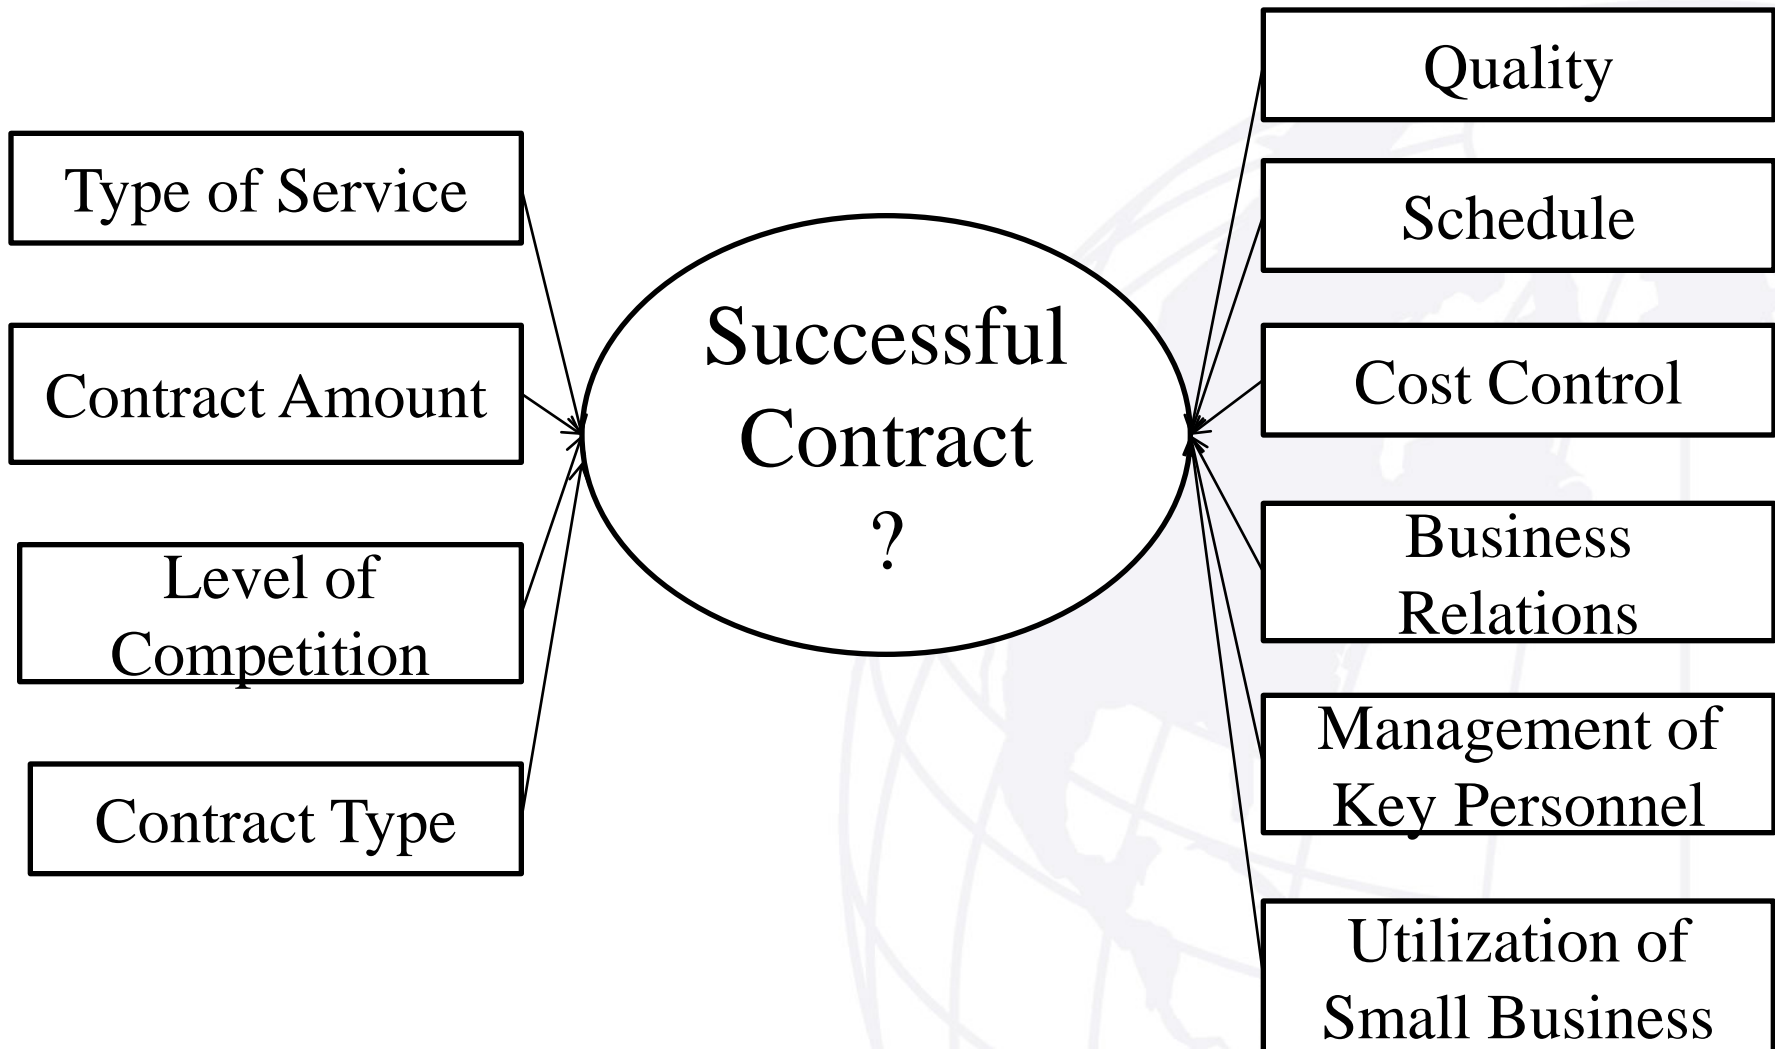 Type of Service
Contract Amount
Level of
Competition
Contract Type
Successful
Contract
?
Quality
Schedule
Cost Control
Business
Relations
Management of
Key Personnel
Utilization of
Small Business